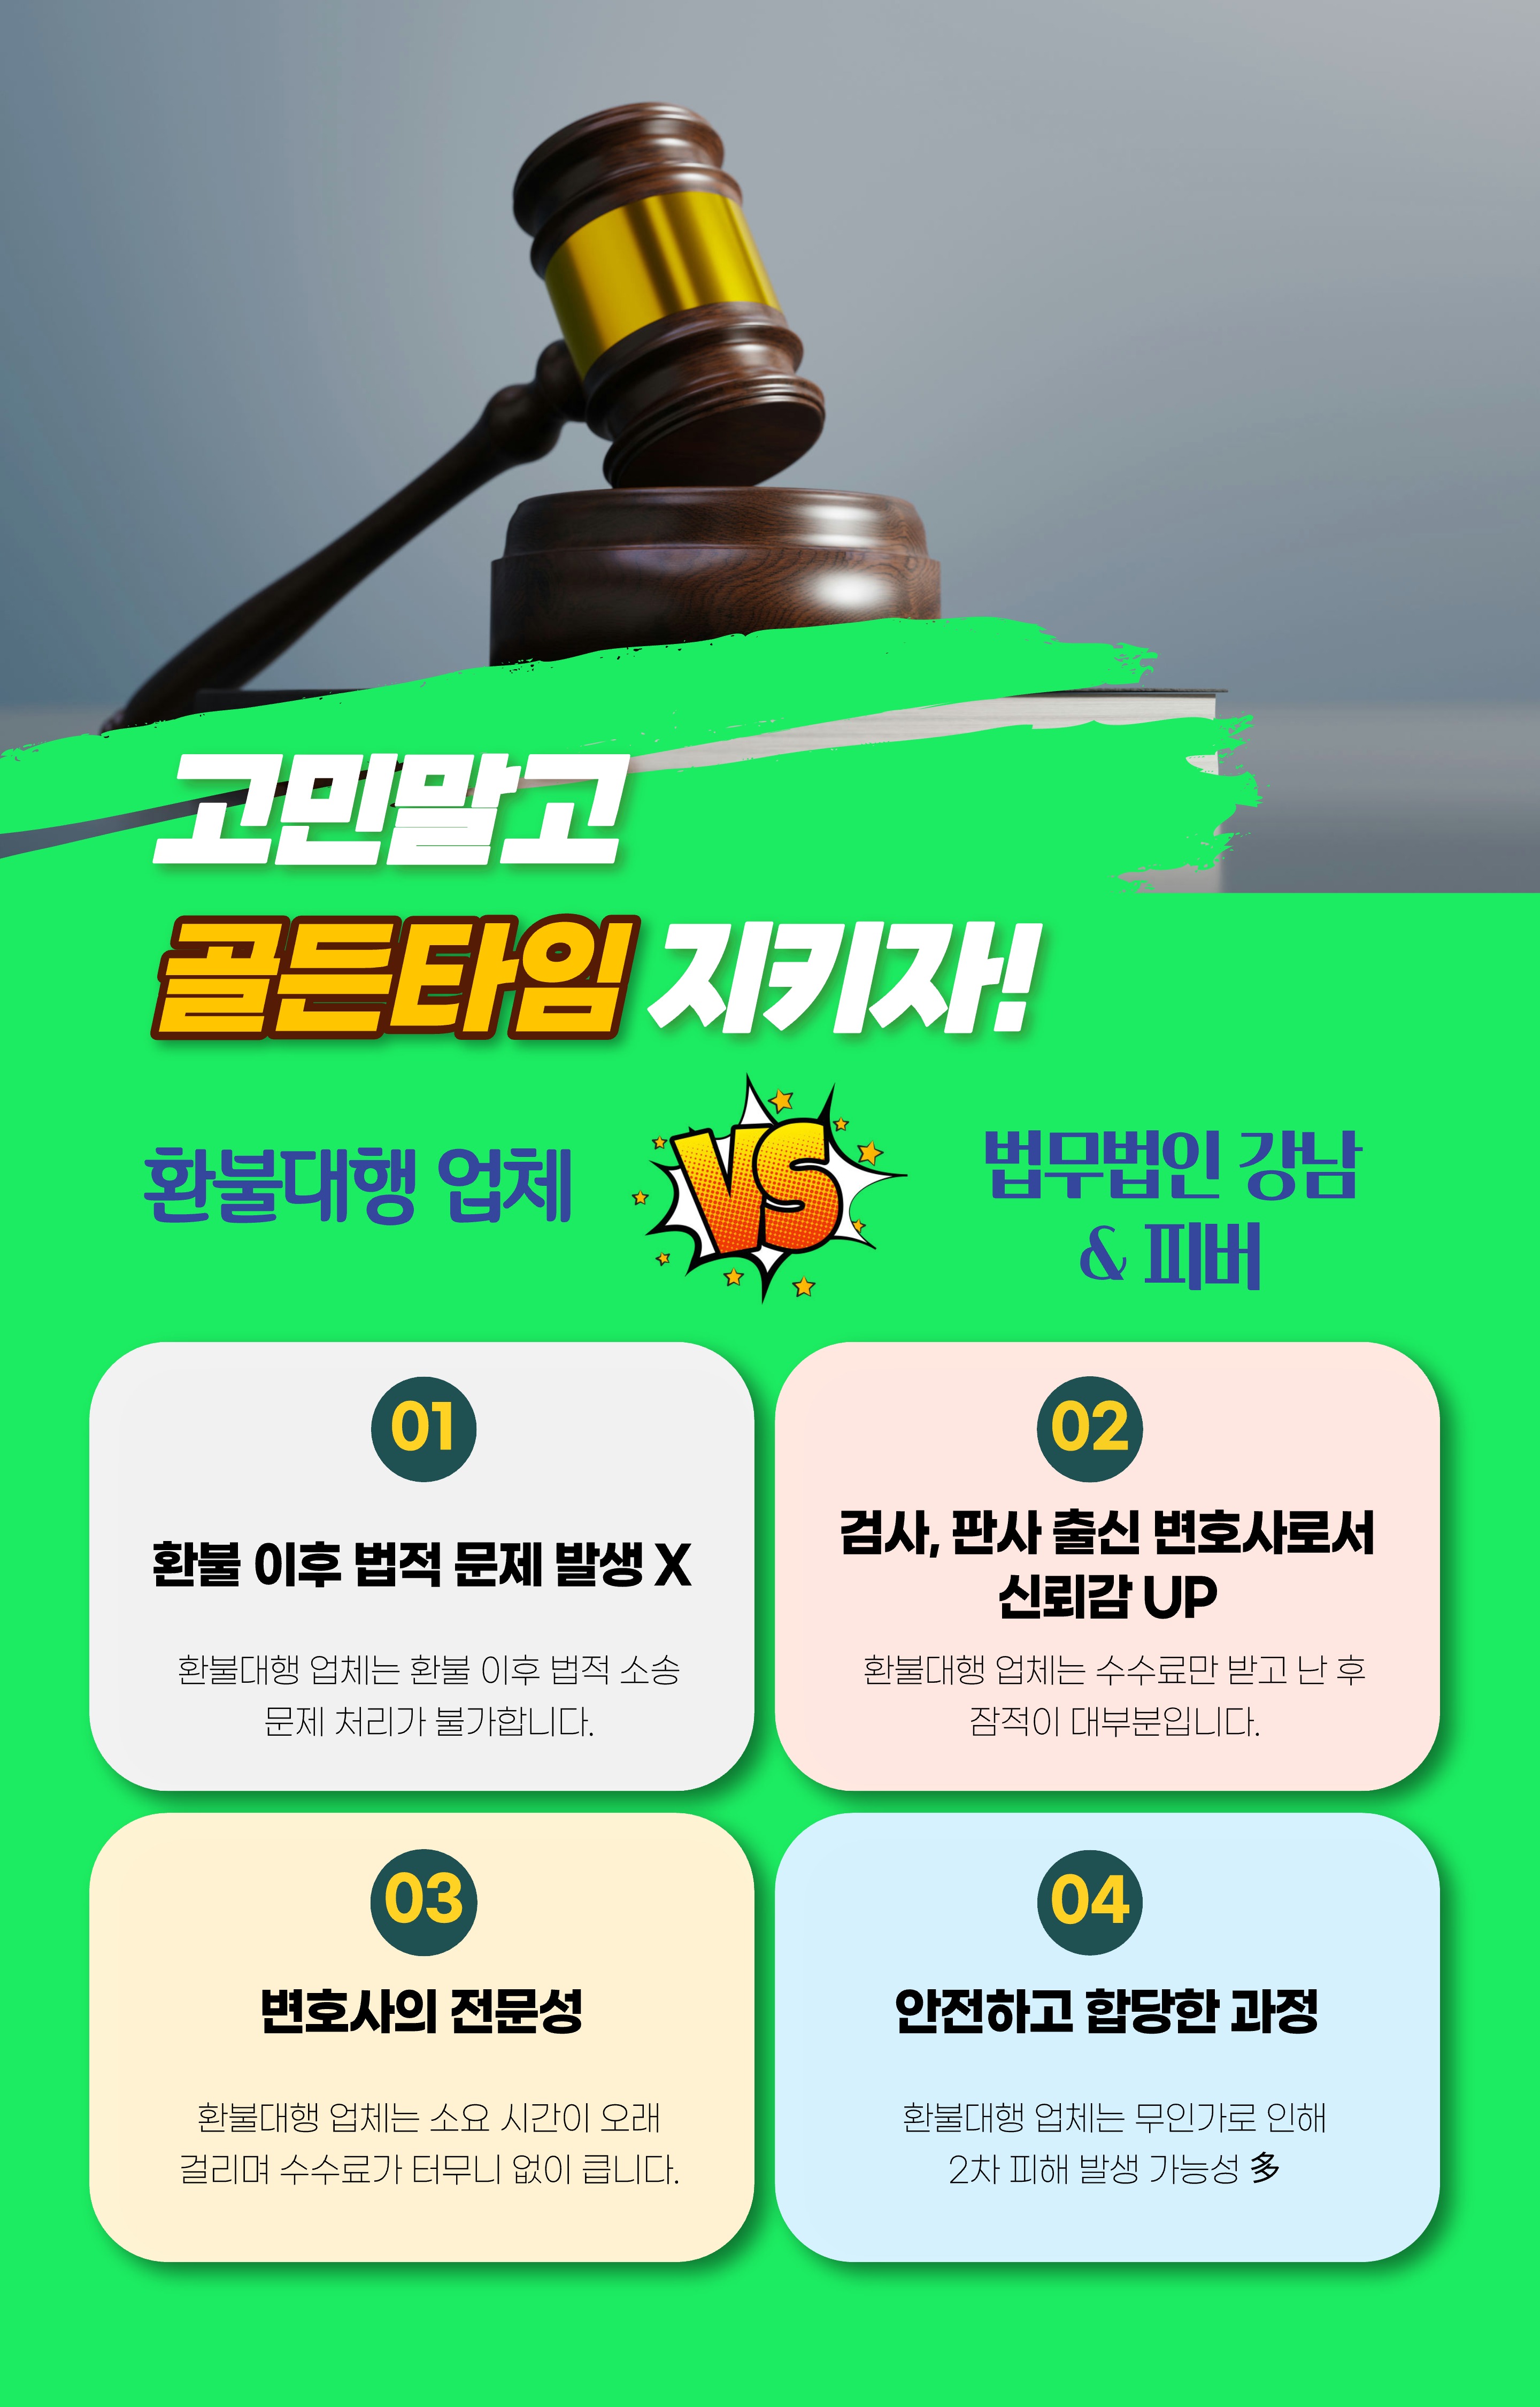 고민말고
골든타임 지키자!
환불대행 업체
VS
법무법인 강남
& 피버
01
환불 이후 법적 문제 발생 X
환불대행 업체는 환불 이후 법적 소송
문제 처리가 불가합니다.
02
검사, 판사 출신 변호사로서
신뢰감 UP
환불대행 업체는 수수료만 받고 난 후
잠적이 대부분입니다.
03
변호사의 전문성
환불대행 업체는 소요 시간이 오래
걸리며 수수료가 터무니 없이 큽니다.
04
안전하고 합당한 과정
환불대행 업체는 무인가로 인해
2차 피해 발생 가능성 多